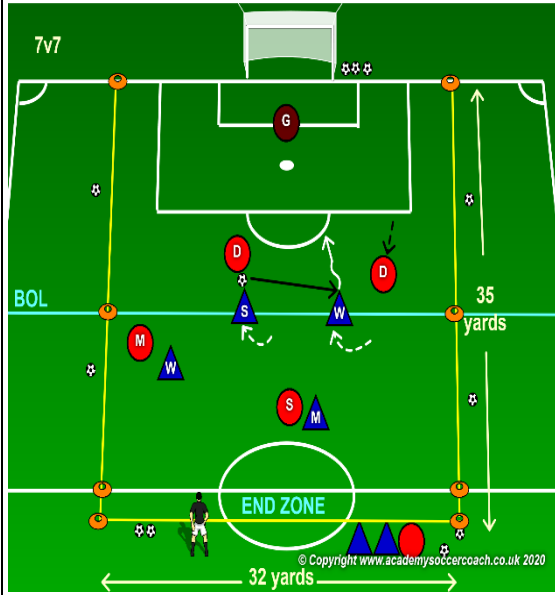 7v7
G
D
D
BOL
S
W
35
yards
M
W
S
M
END ZONE
© Copyright www.academysoccercoach.co.uk 2020
32 yards